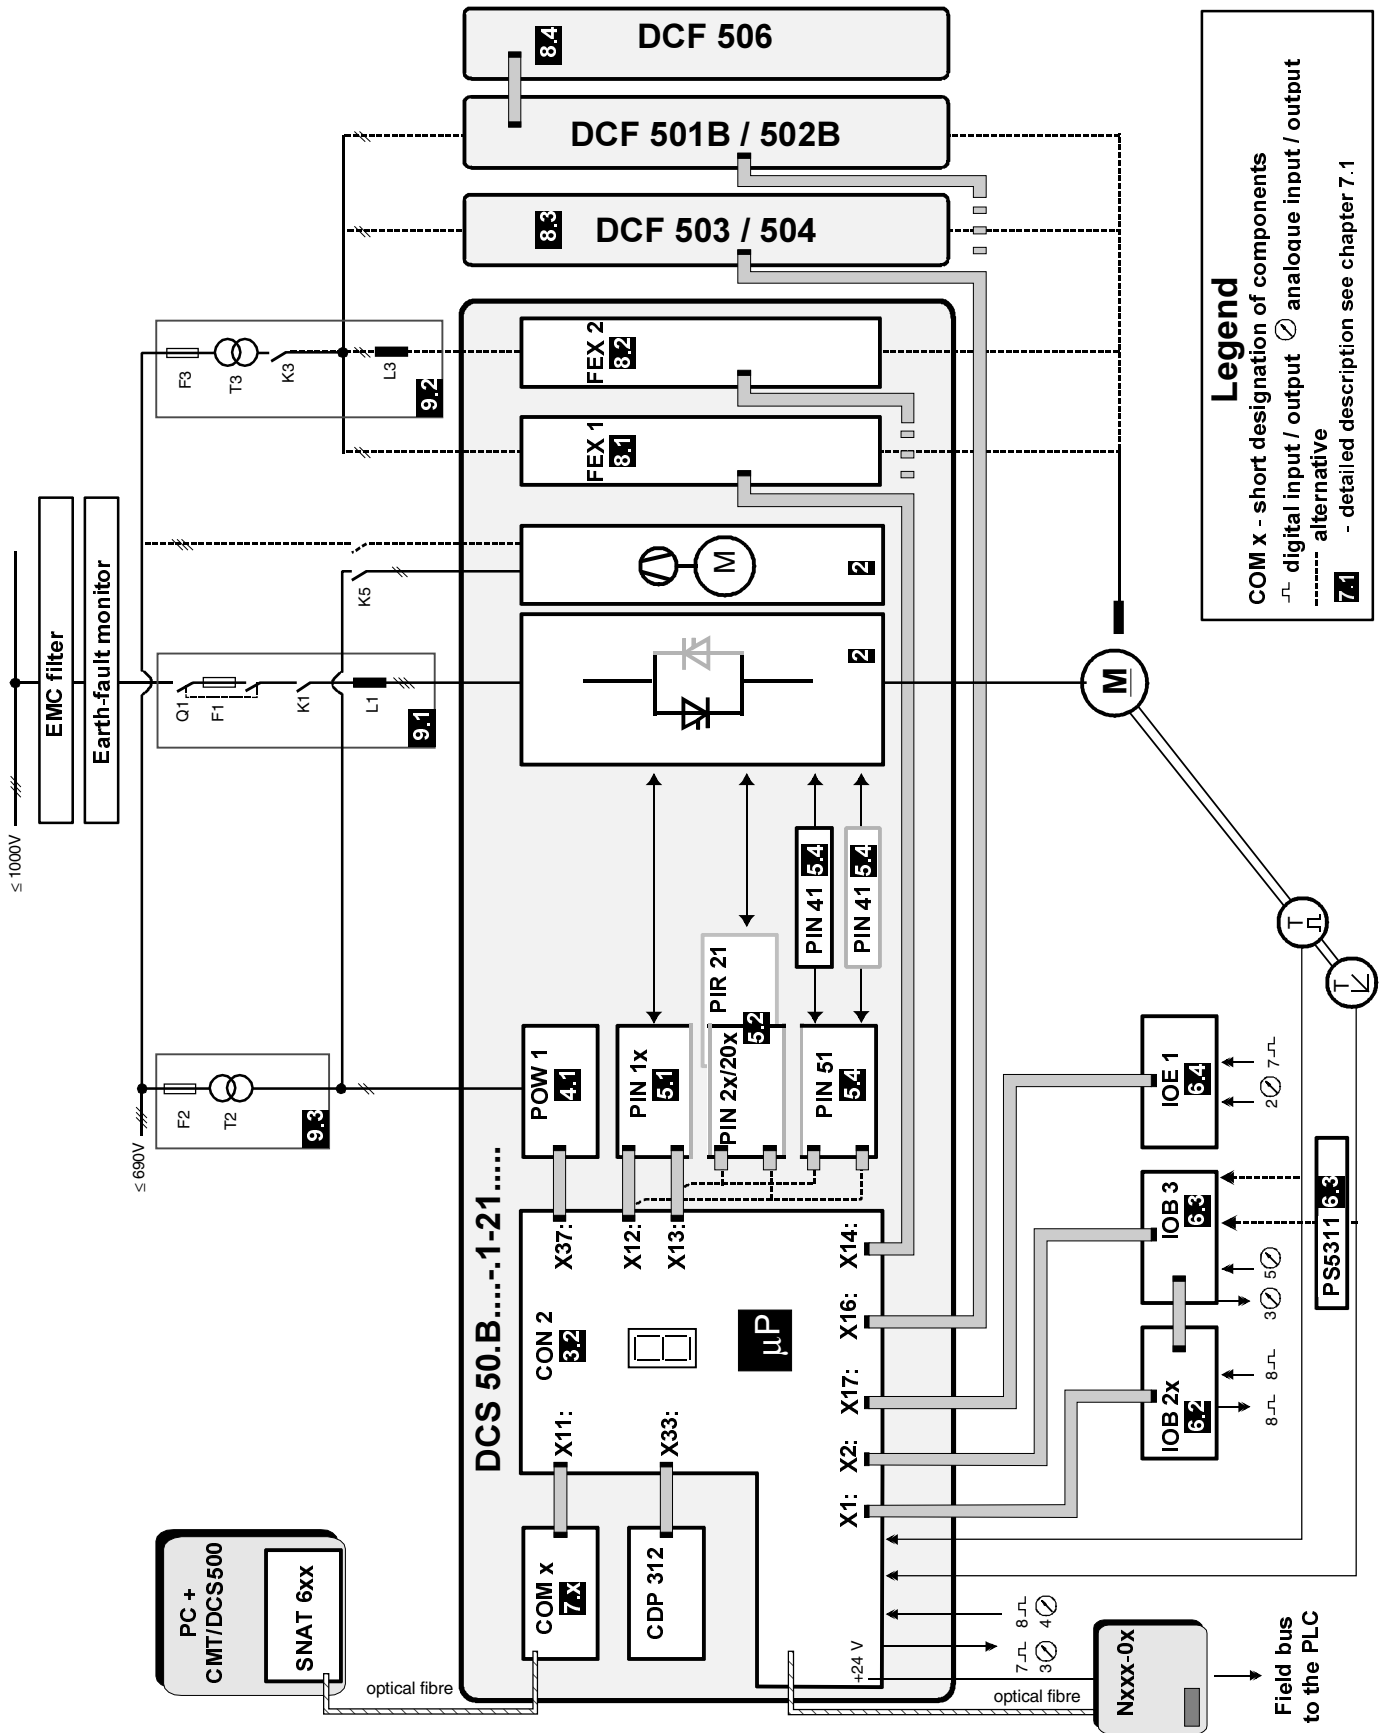 ≤ 1000V
EMC filter
Earth-fault monitor
≤ 690V
F2
T2
9.3
Q1
F1
K1
L1
9.1
K5
F3
T3
K3
L3
9.2
PC +
CMT/DCS500
SNAT 6xx
optical fibre
DCS 50.B....-.1-21.....
COM x
7.x
CDP 312
X11:
X33:
CON 2
3.2
µP
X37:
X12:
X13:
POW 1
4.1
PIN 1x
5.1
PIR 21
PIN 2x/20x
5.2
PIN 51
5.4
PIN 41 5.4
PIN 41 5.4
2
M
2
FEX 1
8.1
FEX 2
8.2
8.3
DCF 503 / 504
DCF 501B / 502B
8.4
DCF 506
+24 V
X1:
X2:
X17:
X16:
X14:
optical fibre
Nxxx-0x
Field bus
to the PLC
7
3
8
4
IOB 2x
6.2
8
8
IOB 3
6.3
3
5
IOE 1
6.4
2
7
PS5311 6.3
T
T
M
Legend
COM x - short designation of components
digital input / output analogue input / output
alternative
7.1 - detailed description see chapter 7.1